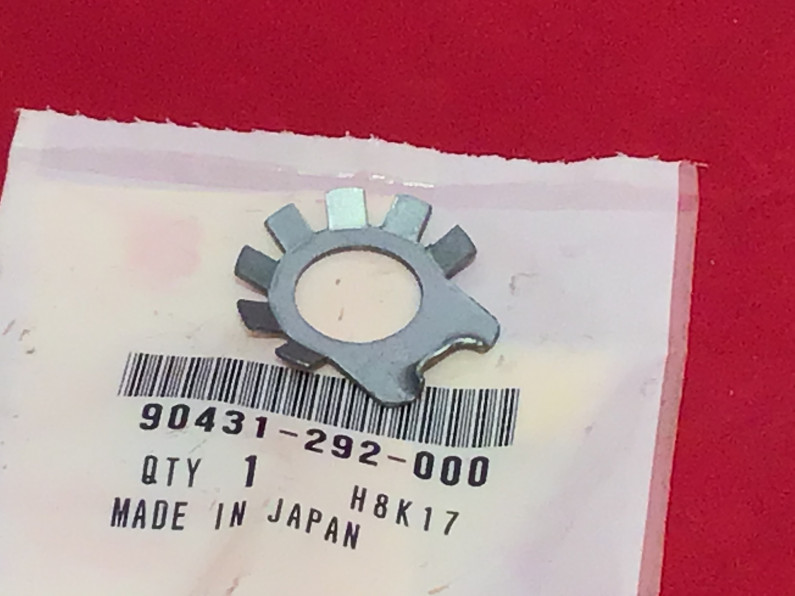 90431-292-000
QTY 1
H8K17
MADE IN JAPAN